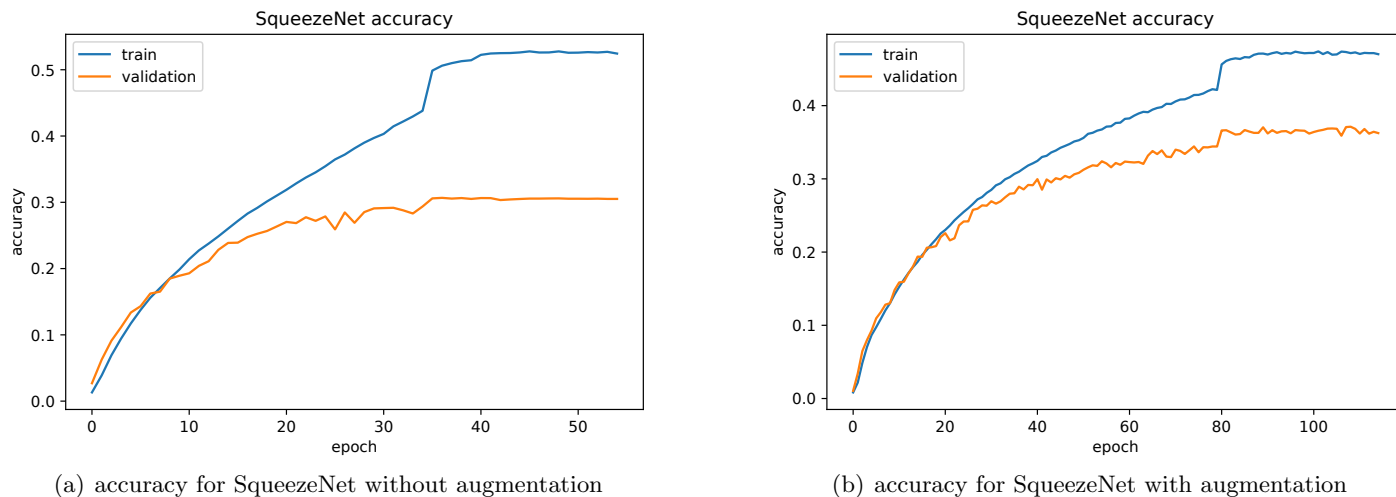 SqueezeNet accuracy
train
validation
accuracy
0.5
0.4
0.3
0.2
0.1
0.0
0
10
20
30
40
50
epoch
(a) accuracy for SqueezeNet without augmentation
SqueezeNet accuracy
train
validation
accuracy
0.4
0.3
0.2
0.1
0.0
0
20
40
60
80
100
epoch
(b) accuracy for SqueezeNet with augmentation